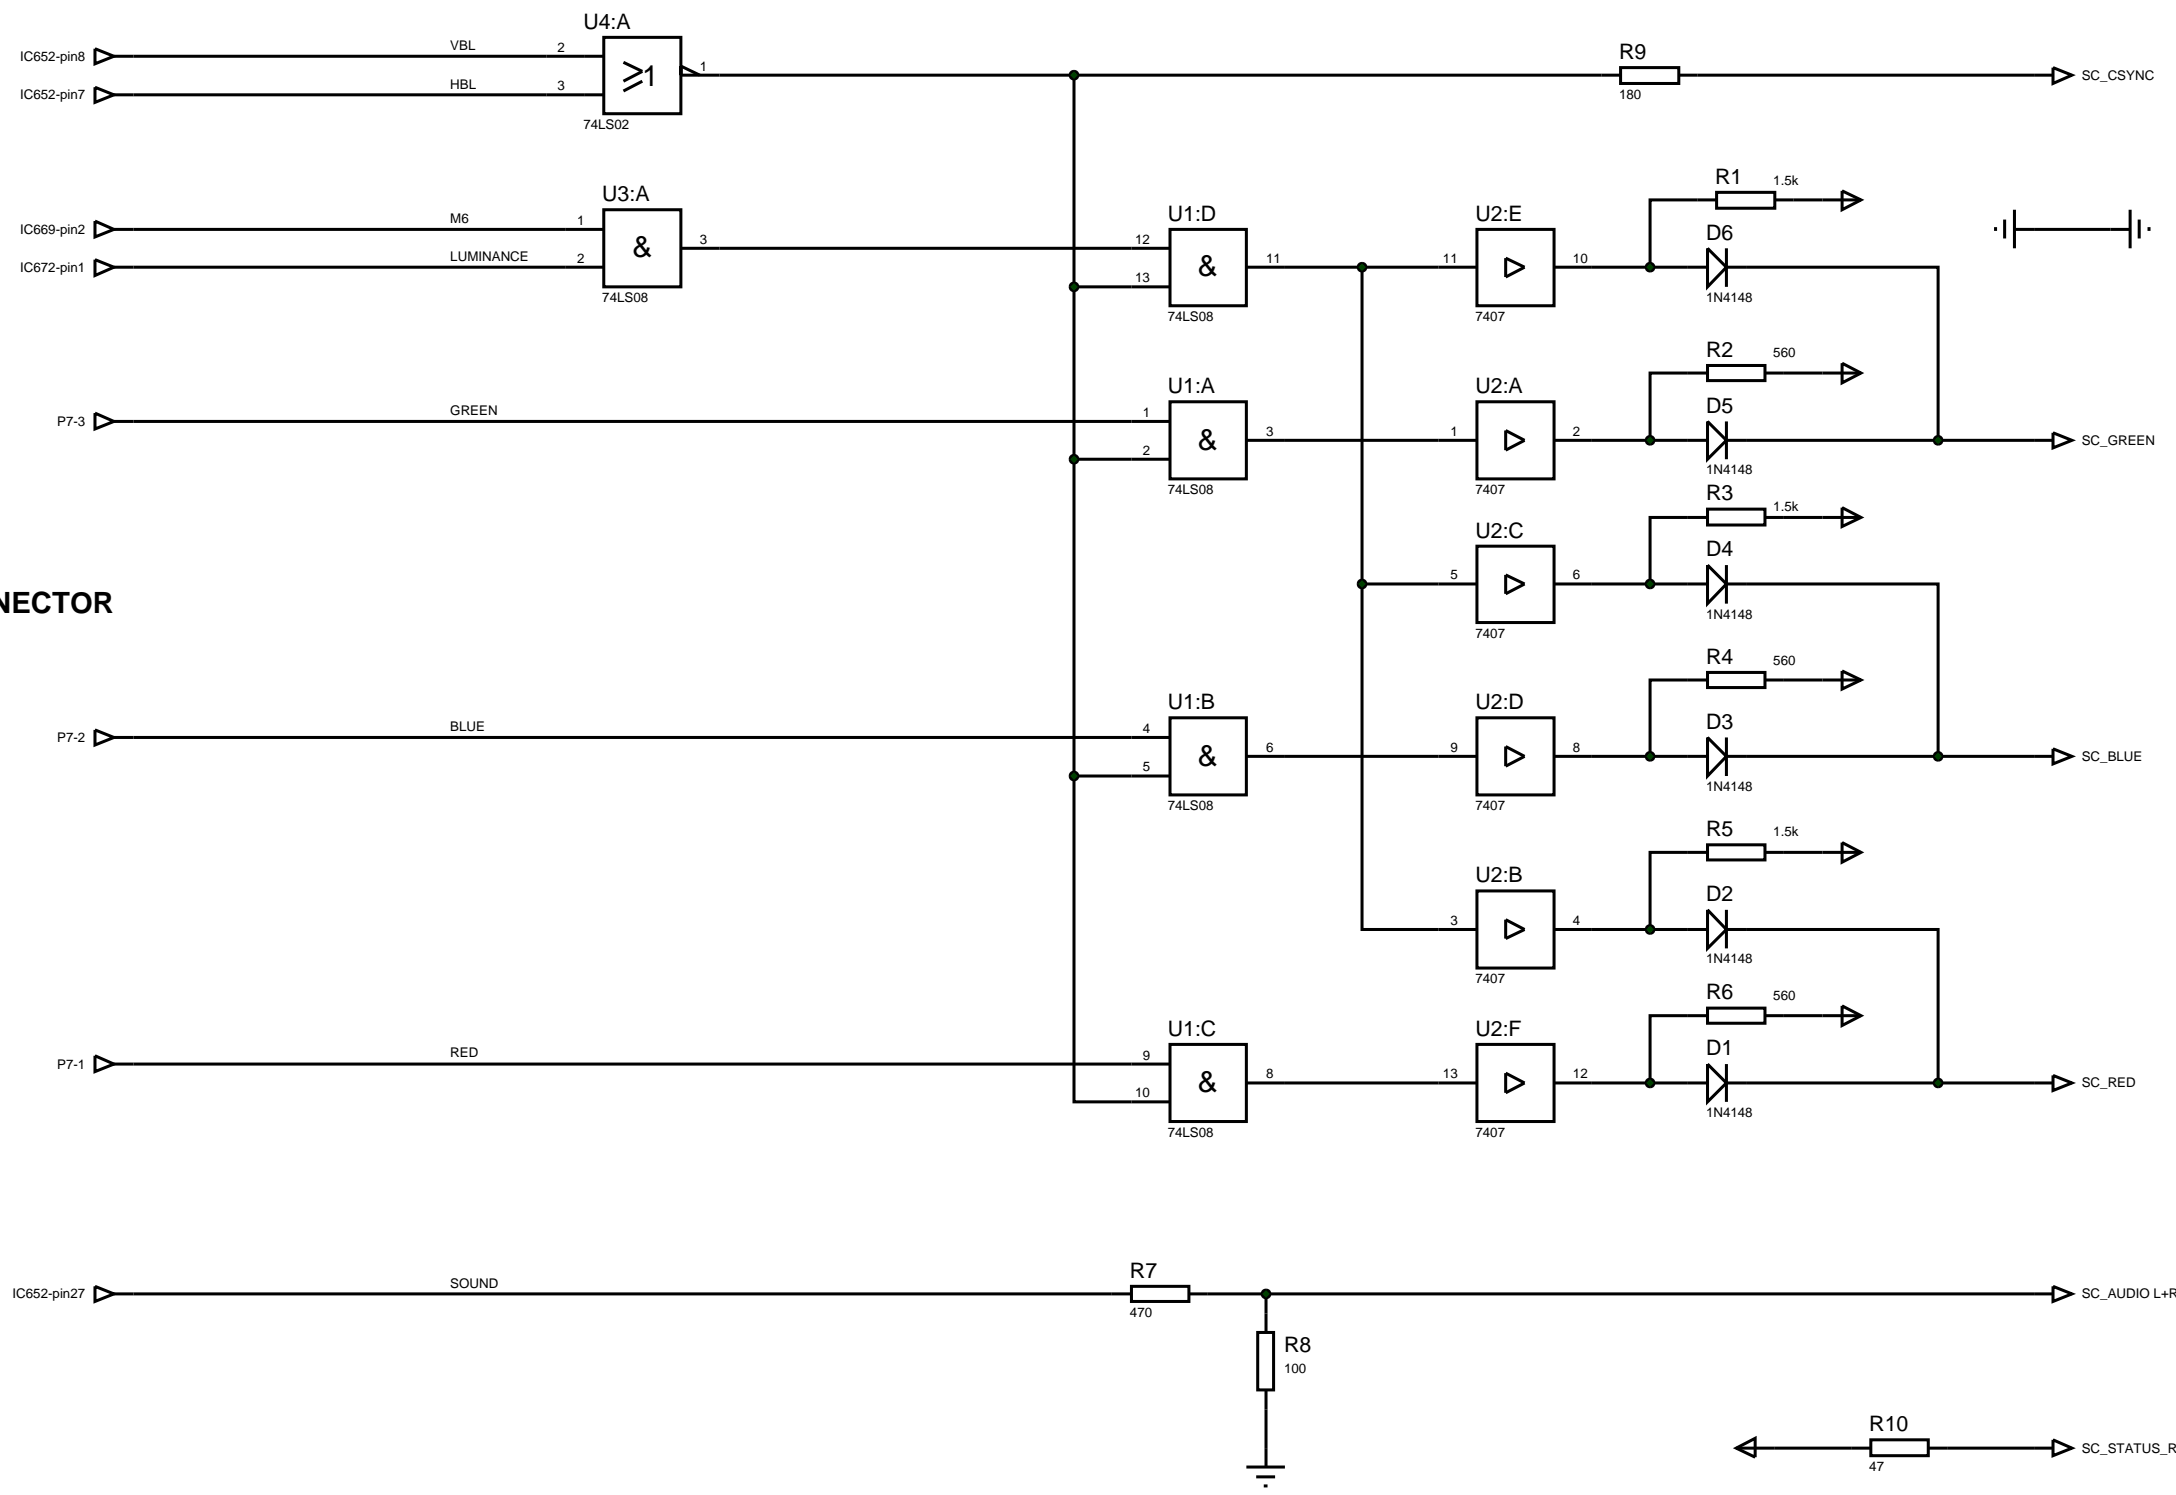 U4:A
IC652-pin8
VBL
2
IC652-pin7
HBL
3
≥1
1
74LS02
R9
180
SC_CSYNC
U3:A
IC669-pin2
M6
1
IC672-pin1
LUMINANCE
2
&
3
74LS08
U1:D
12
13
&
11
74LS08
U2:E
11
10
7407
R1
1.5k
D6
1N4148
P7-3
GREEN
U1:A
1
2
&
3
74LS08
U2:A
1
2
7407
R2
560
D5
1N4148
SC_GREEN
U2:C
5
6
7407
R3
1.5k
D4
1N4148
NECTOR
P7-2
BLUE
U1:B
4
5
&
6
74LS08
U2:D
9
8
7407
R4
560
D3
1N4148
SC_BLUE
U2:B
3
4
7407
R5
1.5k
D2
1N4148
P7-1
RED
U1:C
9
10
&
8
74LS08
U2:F
13
12
7407
R6
560
D1
1N4148
SC_RED
IC652-pin27
SOUND
R7
470
SC_AUDIO L+R
R8
100
R10
47
SC_STATUS_R